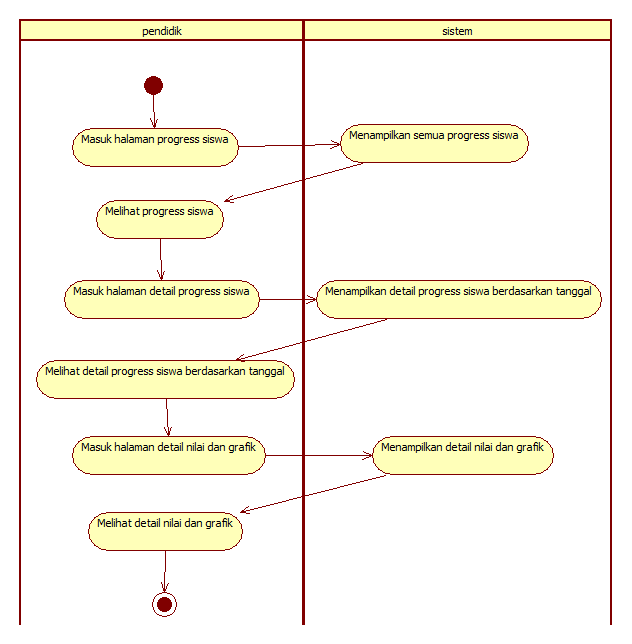 pendidik
sistem
Masuk halaman progress siswa
Menampilkan semua progress siswa
Melihat progress siswa
Masuk halaman detail progress siswa
Menampilkan detail progress siswa berdasarkan tanggal
Melihat detail progress siswa berdasarkan tanggal
Masuk halaman detail nilai dan grafik
Menampilkan detail nilai dan grafik
Melihat detail nilai dan grafik